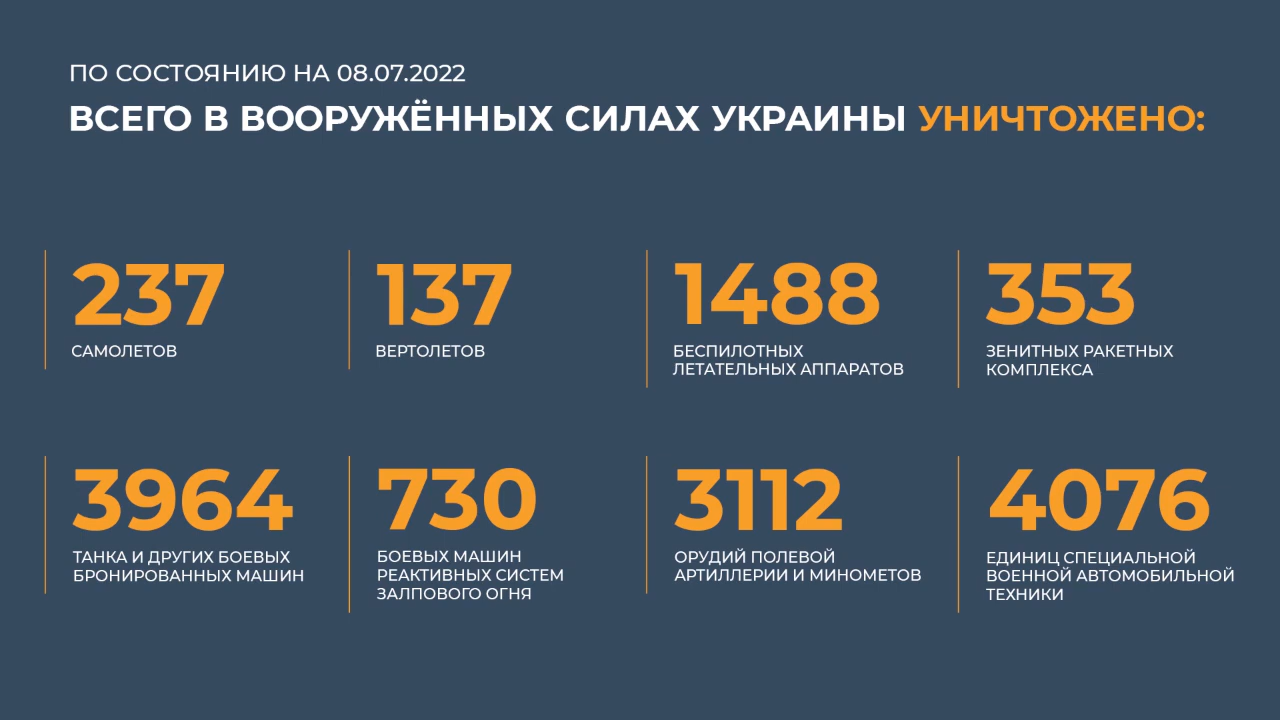 ПО СОСТОЯНИЮ НА 08.07.2022
ВСЕГО В ВООРУЖЁННЫХ СИЛАХ УКРАИНЫ УНИЧТОЖЕНО:
237
САМОЛЕТОВ
137
ВЕРТОЛЕТОВ
1488
БЕСПИЛОТНЫХ
ЛЕТАТЕЛЬНЫХ АППАРАТОВ
353
ЗЕНИТНЫХ РАКЕТНЫХ
КОМПЛЕКСА
3964
ТАНКА И ДРУГИХ БОЕВЫХ
БРОНИРОВАННЫХ МАШИН
730
БОЕВЫХ МАШИН
РЕАКТИВНЫХ СИСТЕМ
ЗАЛПОВОГО ОГНЯ
3112
ОРУДИЙ ПОЛЕВОЙ
АРТИЛЛЕРИИ И МИНОМЕТОВ
4076
ЕДИНИЦ СПЕЦИАЛЬНОЙ
ВОЕННОЙ АВТОМОБИЛЬНОЙ
ТЕХНИКИ